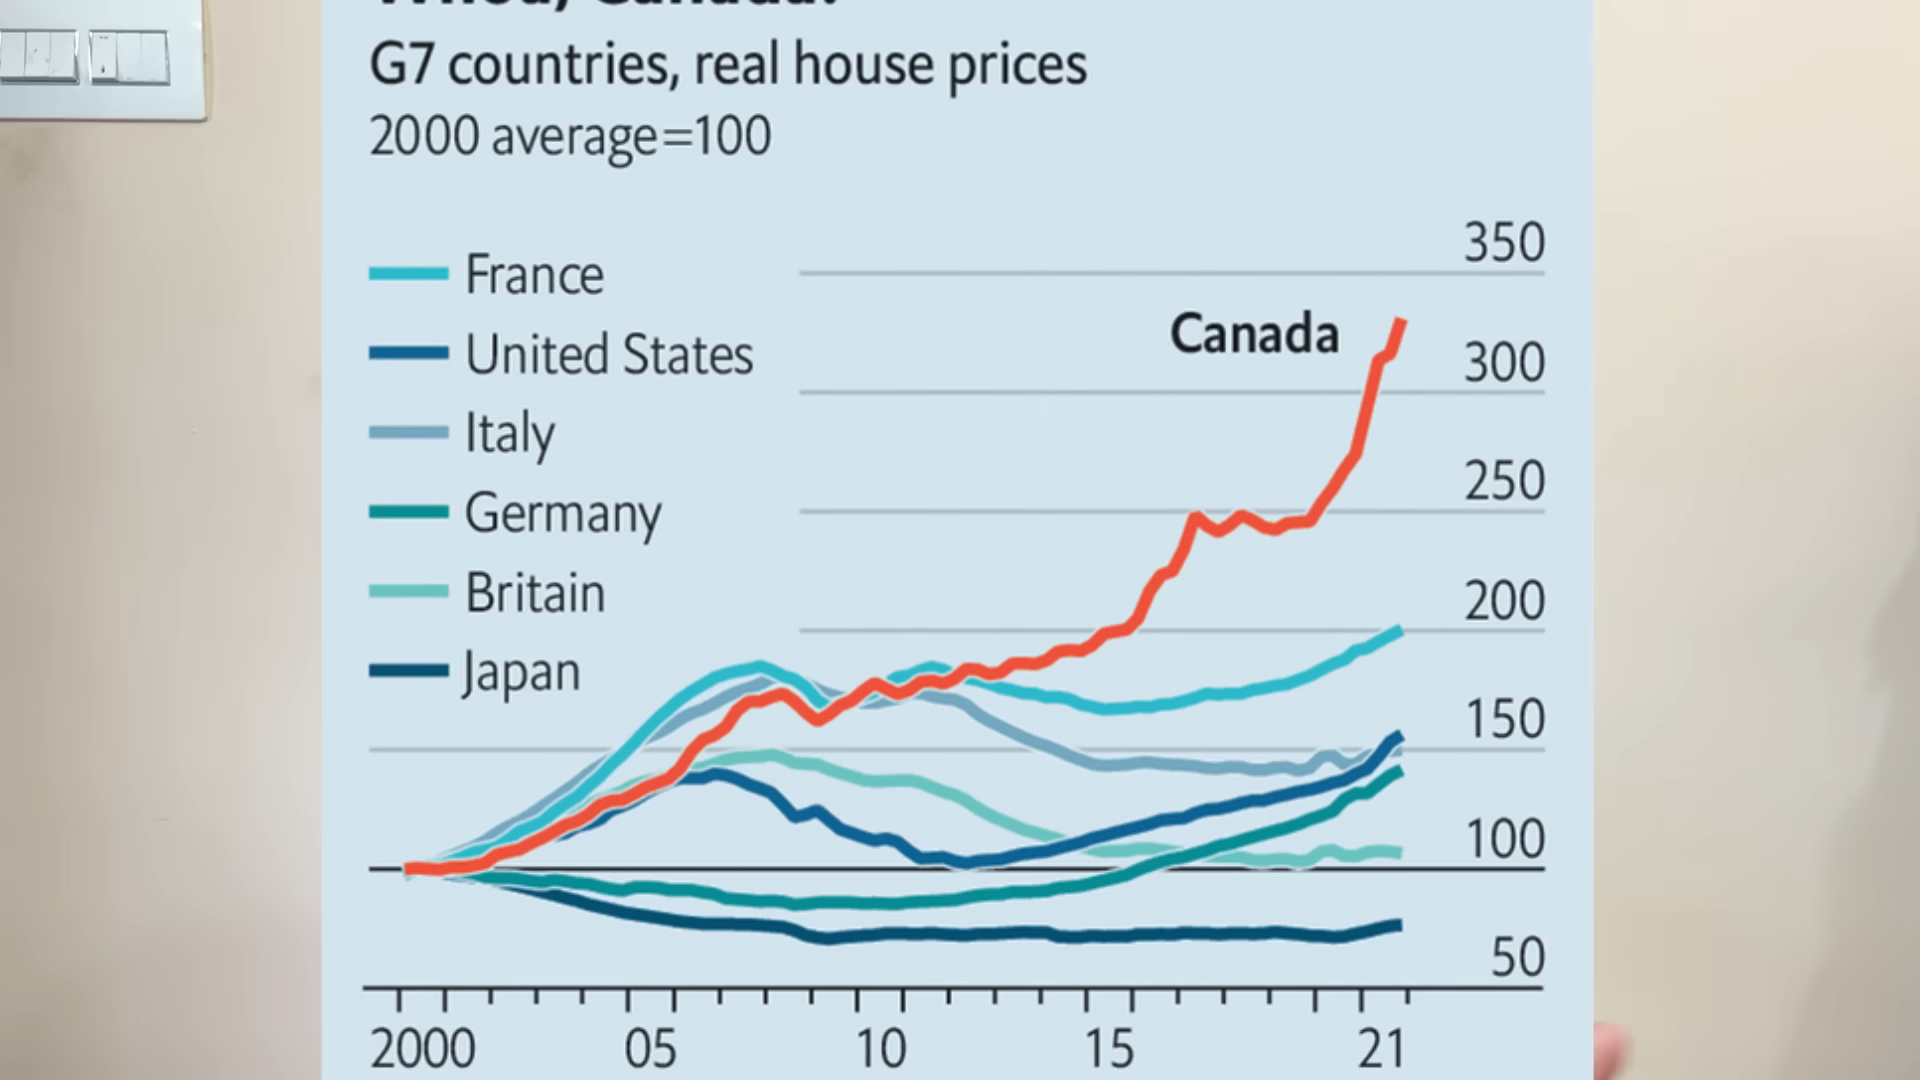 G7 countries, real house prices
2000 average=100
France
United States
Italy
Germany
Britain
Japan
Canada
350
300
250
200
150
100
50
2000 05 10 15 21